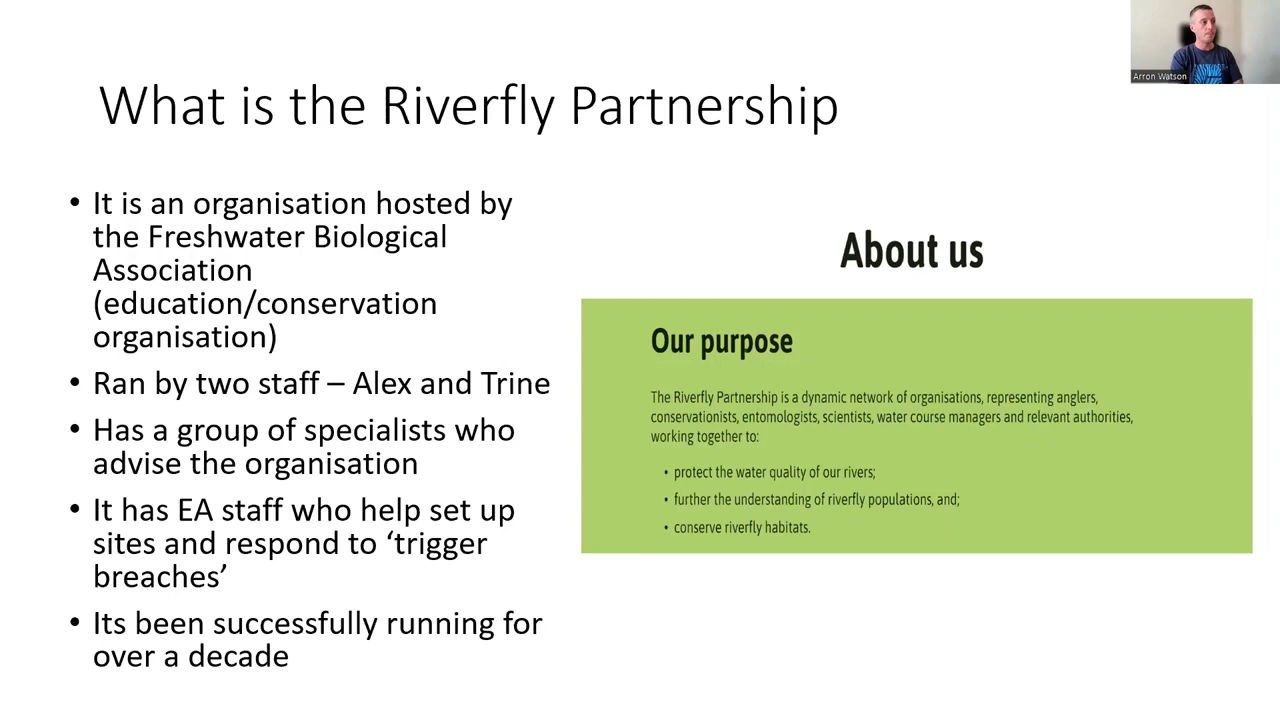 What is the Riverfly Partnership
Arron Watson
• It is an organisation hosted by
the Freshwater Biological
Association
(education/conservation
organisation)
• Ran by two staff – Alex and Trine
• Has a group of specialists who
advise the organisation
• It has EA staff who help set up
sites and respond to ‘trigger
breaches’
• Its been successfully running for
over a decade
About us
Our purpose
The Riverfly Partnership is a dynamic network of organisations, representing anglers,
conservationists, entomologists, scientists, water course managers and relevant authorities,
working together to:
• protect the water quality of our rivers;
• further the understanding of riverfly populations, and;
• conserve riverfly habitats.